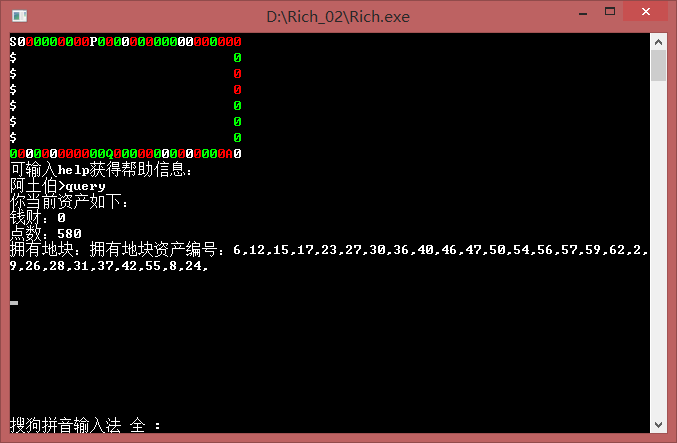 D:\Rich_02\Rich.exe
S0000000000P000000000000000000
$ 0
$ 0
$ 0
$ 0
$ 0
$ 0
0000000000000Q000000000000000A0
可输入help获得帮助信息:
阿土伯>query
你当前资产如下:
钱财: 0
点数: 580
拥有地块: 拥有地块资产编号: 6,12,15,17,23,27,30,36,40,46,47,50,54,56,57,59,62,2,
9,26,28,31,37,42,55,8,24,
搜狗拼音输入法 全 :